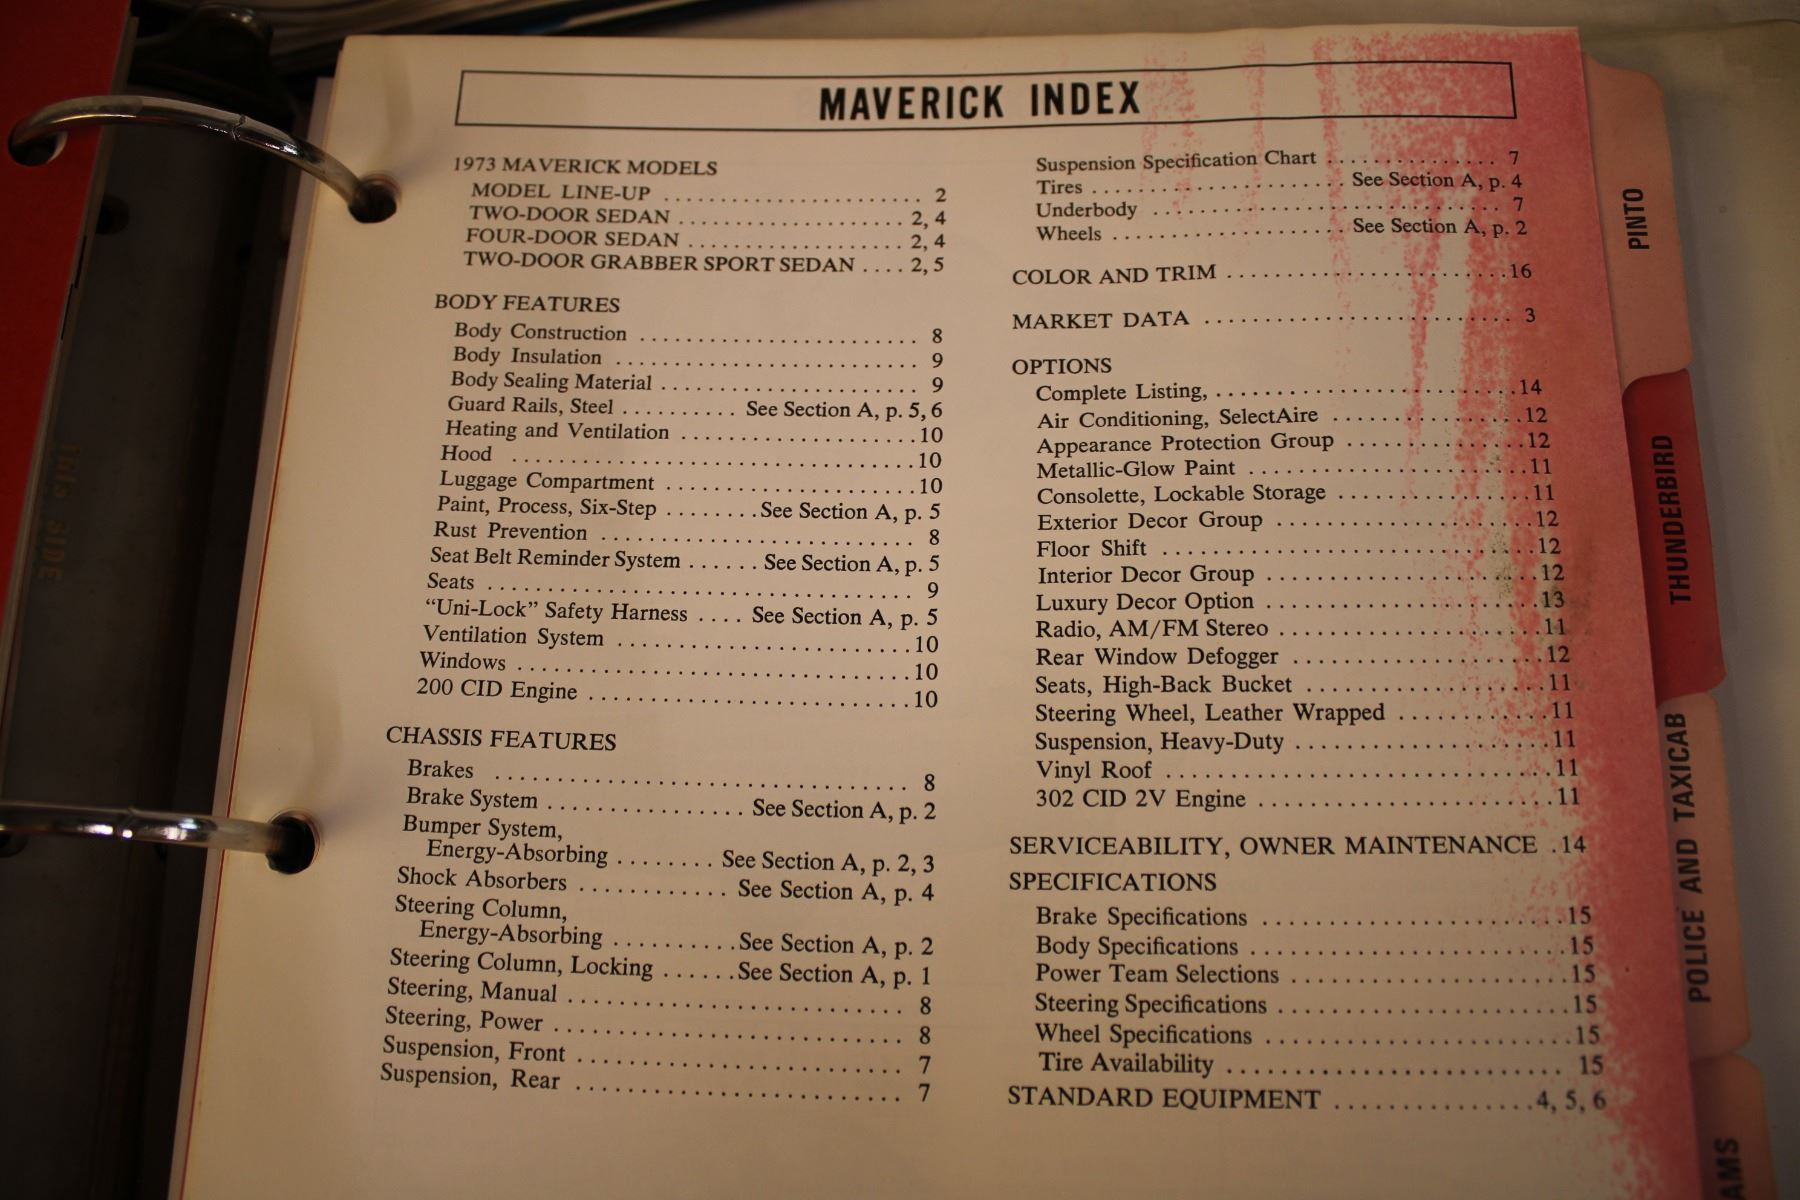 MAVERICK INDEX
1973 MAVERICK MODELS
MODEL LINE-UP ........................ 2
TWO-DOOR SEDAN .................... 2, 4
FOUR-DOOR SEDAN ................... 2, 4
TWO-DOOR GRABBER SPORT SEDAN .... 2, 5
BODY FEATURES
Body Construction ........................ 8
Body Insulation .......................... 9
Body Sealing Material ...................... 9
Guard Rails, Steel .......... See Section A, p. 5, 6
Heating and Ventilation .................... 10
Hood ................................... 10
Luggage Compartment ...................... 10
Paint, Process, Six-Step ........ See Section A, p. 5
Rust Prevention ........................... 8
Seat Belt Reminder System ...... See Section A, p. 5
Seats ..................................... 9
“Uni-Lock” Safety Harness .... See Section A, p. 5
Ventilation System ......................... 10
Windows .................................. 10
200 CID Engine ............................ 10
CHASSIS FEATURES
Brakes .................................... 8
Brake System ................. See Section A, p. 2
Bumper System,
Energy-Absorbing ........ See Section A, p. 2, 3
Shock Absorbers ............ See Section A, p. 4
Steering Column,
Energy-Absorbing .......... See Section A, p. 2
Steering Column, Locking ...... See Section A, p. 1
Steering, Manual ............................. 8
Steering, Power .............................. 8
Suspension, Front ............................ 7
Suspension, Rear ............................ 7
Suspension Specification Chart .............. 7
Tires ...................... See Section A, p. 4
Underbody .............................. 7
Wheels .................... See Section A, p. 2
COLOR AND TRIM ........................ 16
MARKET DATA .......................... 3
OPTIONS
Complete Listing, ......................... 14
Air Conditioning, SelectAire ................ 12
Appearance Protection Group .............. 12
Metallic-Glow Paint ....................... 11
Consolette, Lockable Storage ............... 11
Exterior Decor Group ..................... 12
Floor Shift .............................. 12
Interior Decor Group ...................... 12
Luxury Decor Option ...................... 13
Radio, AM/FM Stereo ..................... 11
Rear Window Defogger .................... 12
Seats, High-Back Bucket ................... 11
Steering Wheel, Leather Wrapped ............ 11
Suspension, Heavy-Duty .................... 11
Vinyl Roof ............................... 11
302 CID 2V Engine ........................ 11
SERVICEABILITY, OWNER MAINTENANCE . 14
SPECIFICATIONS
Brake Specifications ........................ 15
Body Specifications ........................ 15
Power Team Selections ..................... 15
Steering Specifications ...................... 15
Wheel Specifications ........................ 15
Tire Availability ........................... 15
STANDARD EQUIPMENT ............... 4, 5, 6
PINTO
THUNDERBIRD
POLICE AND TAXICAB
AMS
THIS SIDE